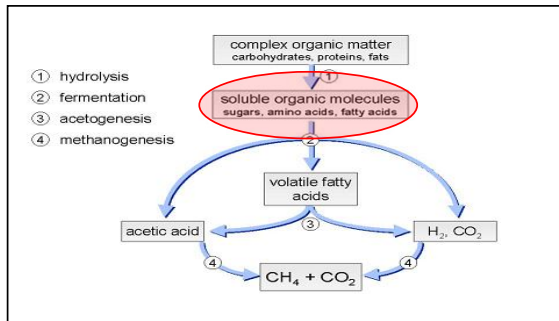 complex organic matter
carbohydrates, proteins, fats
① hydrolysis
② fermentation
③ acetogenesis
④ methanogenesis
①
soluble organic molecules
sugars, amino acids, fatty acids
②
volatile fatty
acids
acetic acid
③
H₂, CO₂
④
④
CH₄ + CO₂